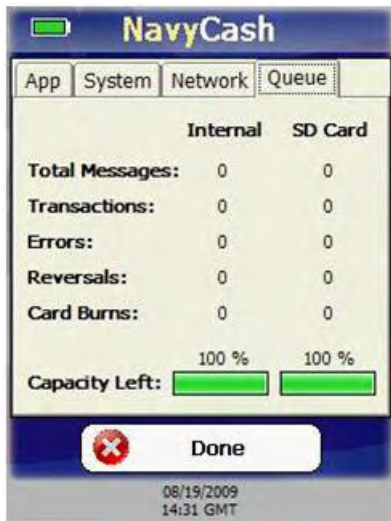 NavyCash
App System Network Queue
Internal SD Card
Total Messages: 0 0
Transactions: 0 0
Errors: 0 0
Reversals: 0 0
Card Burns: 0 0
100 % 100 %
Capacity Left:
Done
08/19/2009
14:31 GMT